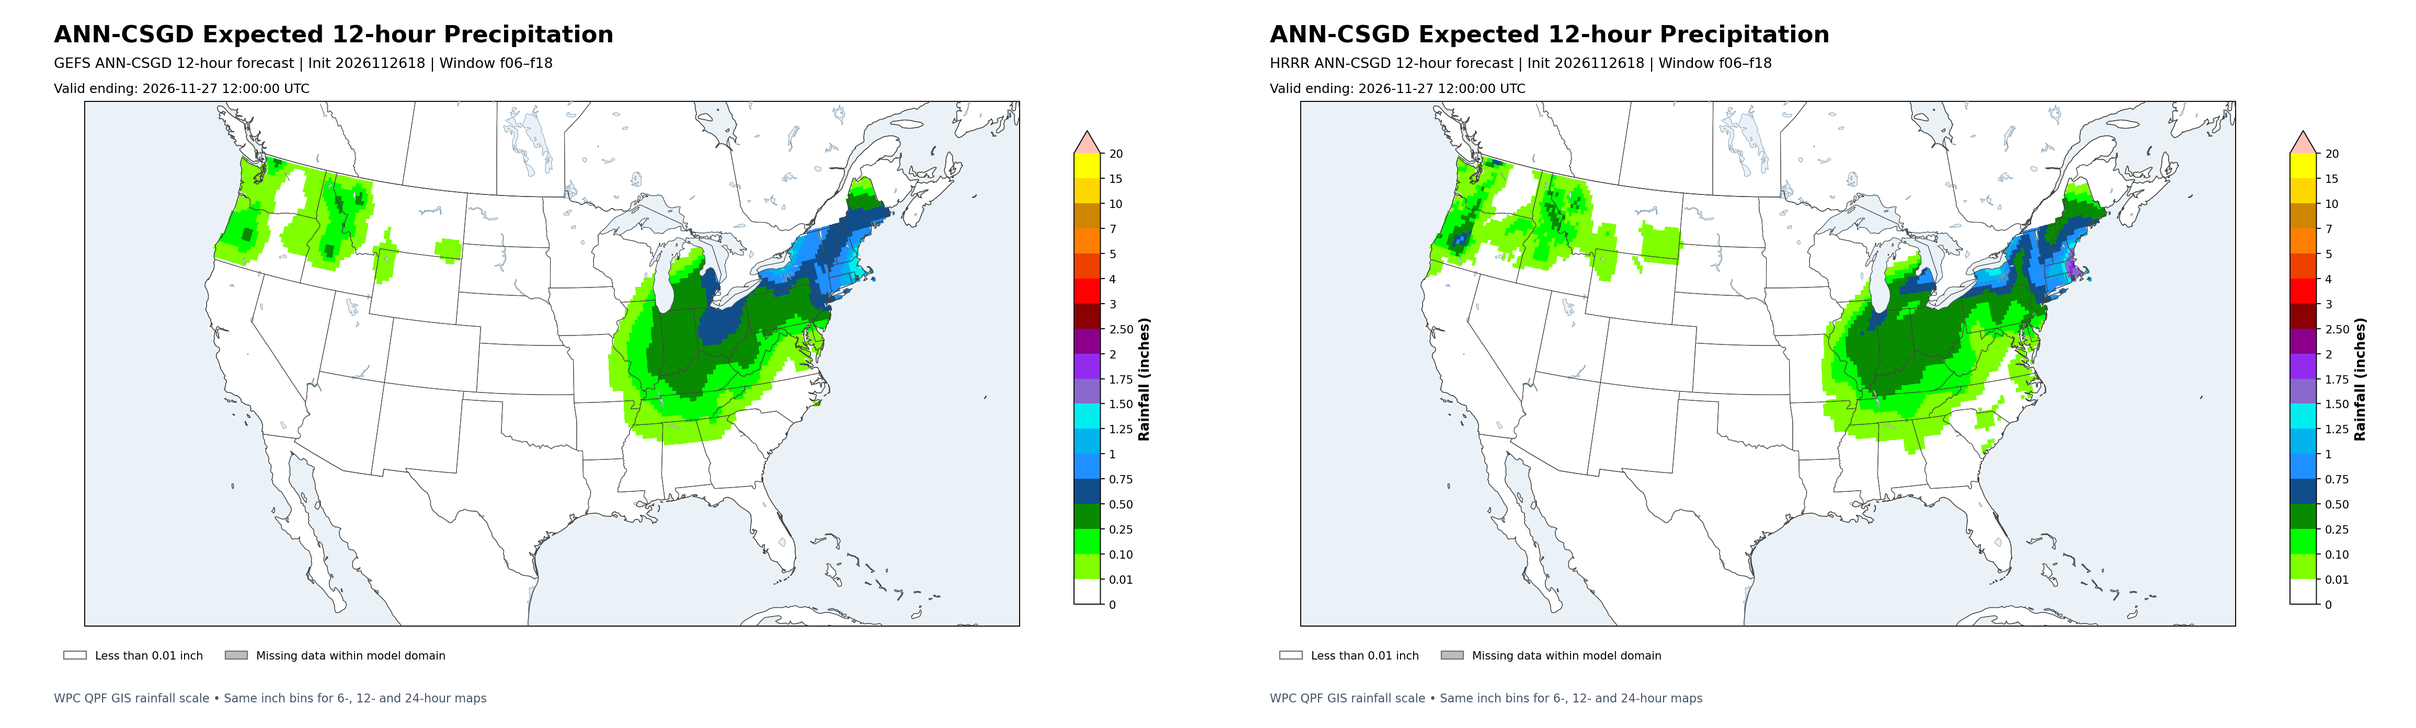 ANN-CSGD Expected 12-hour Precipitation
GEFS ANN-CSGD 12-hour forecast | Init 2026112618 | Window f06–f18
Valid ending: 2026-11-27 12:00:00 UTC
20
15
10
7
5
4
3
2.50
2
1.75
1.50
1.25
1
0.75
0.50
0.25
0.10
0.01
0
Rainfall (inches)
Less than 0.01 inch
Missing data within model domain
WPC QPF GIS rainfall scale • Same inch bins for 6-, 12- and 24-hour maps
ANN-CSGD Expected 12-hour Precipitation
HRRR ANN-CSGD 12-hour forecast | Init 2026112618 | Window f06–f18
Valid ending: 2026-11-27 12:00:00 UTC
20
15
10
7
5
4
3
2.50
2
1.75
1.50
1.25
1
0.75
0.50
0.25
0.10
0.01
0
Rainfall (inches)
Less than 0.01 inch
Missing data within model domain
WPC QPF GIS rainfall scale • Same inch bins for 6-, 12- and 24-hour maps